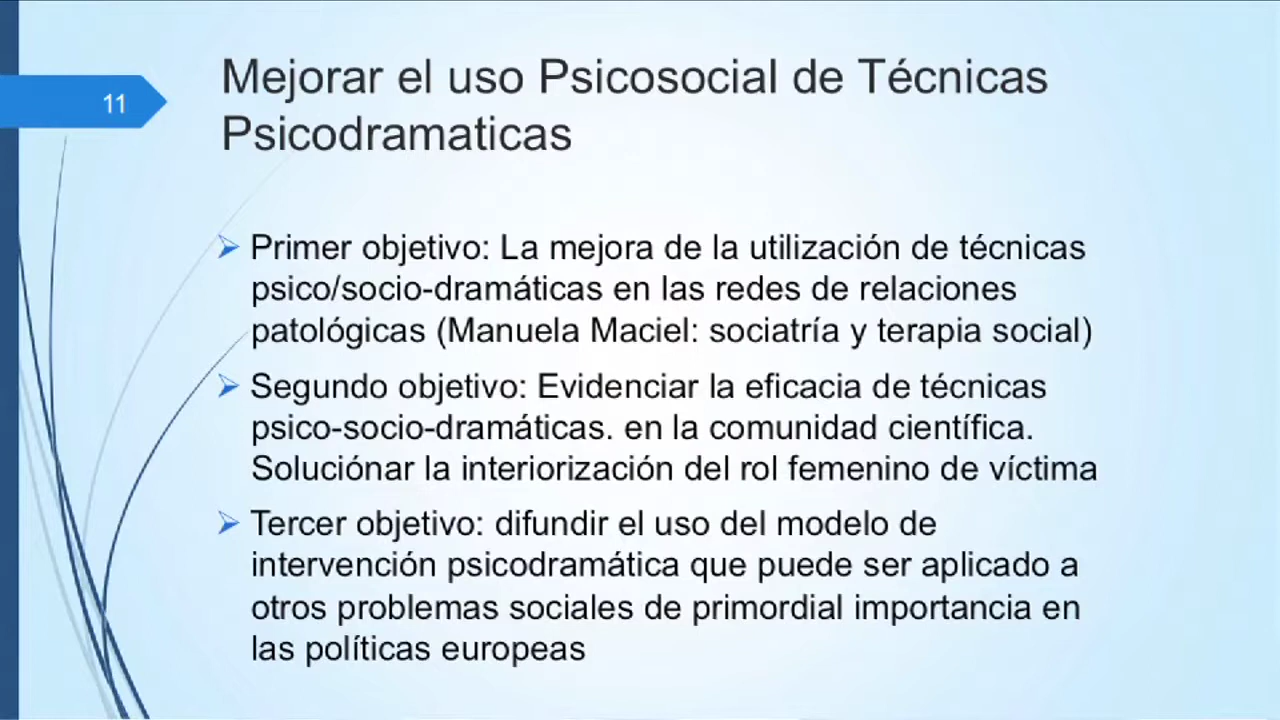 11
Mejorar el uso Psicosocial de Técnicas
Psicodramaticas
Primer objetivo: La mejora de la utilización de técnicas
psico/socio-dramáticas en las redes de relaciones
patológicas (Manuela Maciel: sociatría y terapia social)
Segundo objetivo: Evidenciar la eficacia de técnicas
psico-socio-dramáticas. en la comunidad científica.
Soluciónar la interiorización del rol femenino de víctima
Tercer objetivo: difundir el uso del modelo de
intervención psicodramática que puede ser aplicado a
otros problemas sociales de primordial importancia en
las políticas europeas